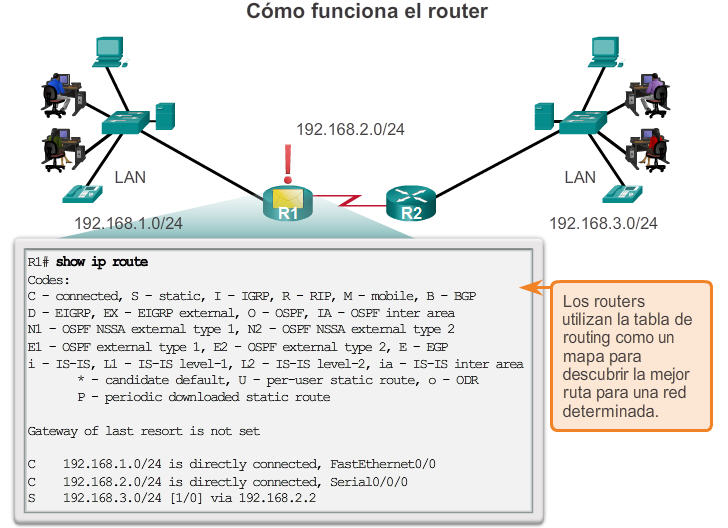 Cómo funciona el router
192.168.2.0/24
LAN
LAN
R1
R2
192.168.1.0/24
192.168.3.0/24
R1# show ip route
Codes:
C - connected, S - static, I - IGRP, R - RIP, M - mobile, B - BGP
D - EIGRP, EX - EIGRP external, O - OSPF, IA - OSPF inter area
N1 - OSPF NSSA external type 1, N2 - OSPF NSSA external type 2
E1 - OSPF external type 1, E2 - OSPF external type 2, E - EGP
i - IS-IS, L1 - IS-IS level-1, L2 - IS-IS level-2, ia - IS-IS inter area
* - candidate default, U - per-user static route, o - ODR
P - periodic downloaded static route
Gateway of last resort is not set
C 192.168.1.0/24 is directly connected, FastEthernet0/0
C 192.168.2.0/24 is directly connected, Serial0/0/0
S 192.168.3.0/24 [1/0] via 192.168.2.2
Los routers
utilizan la tabla de
routing como un
mapa para
descubrir la mejor
ruta para una red
determinada.